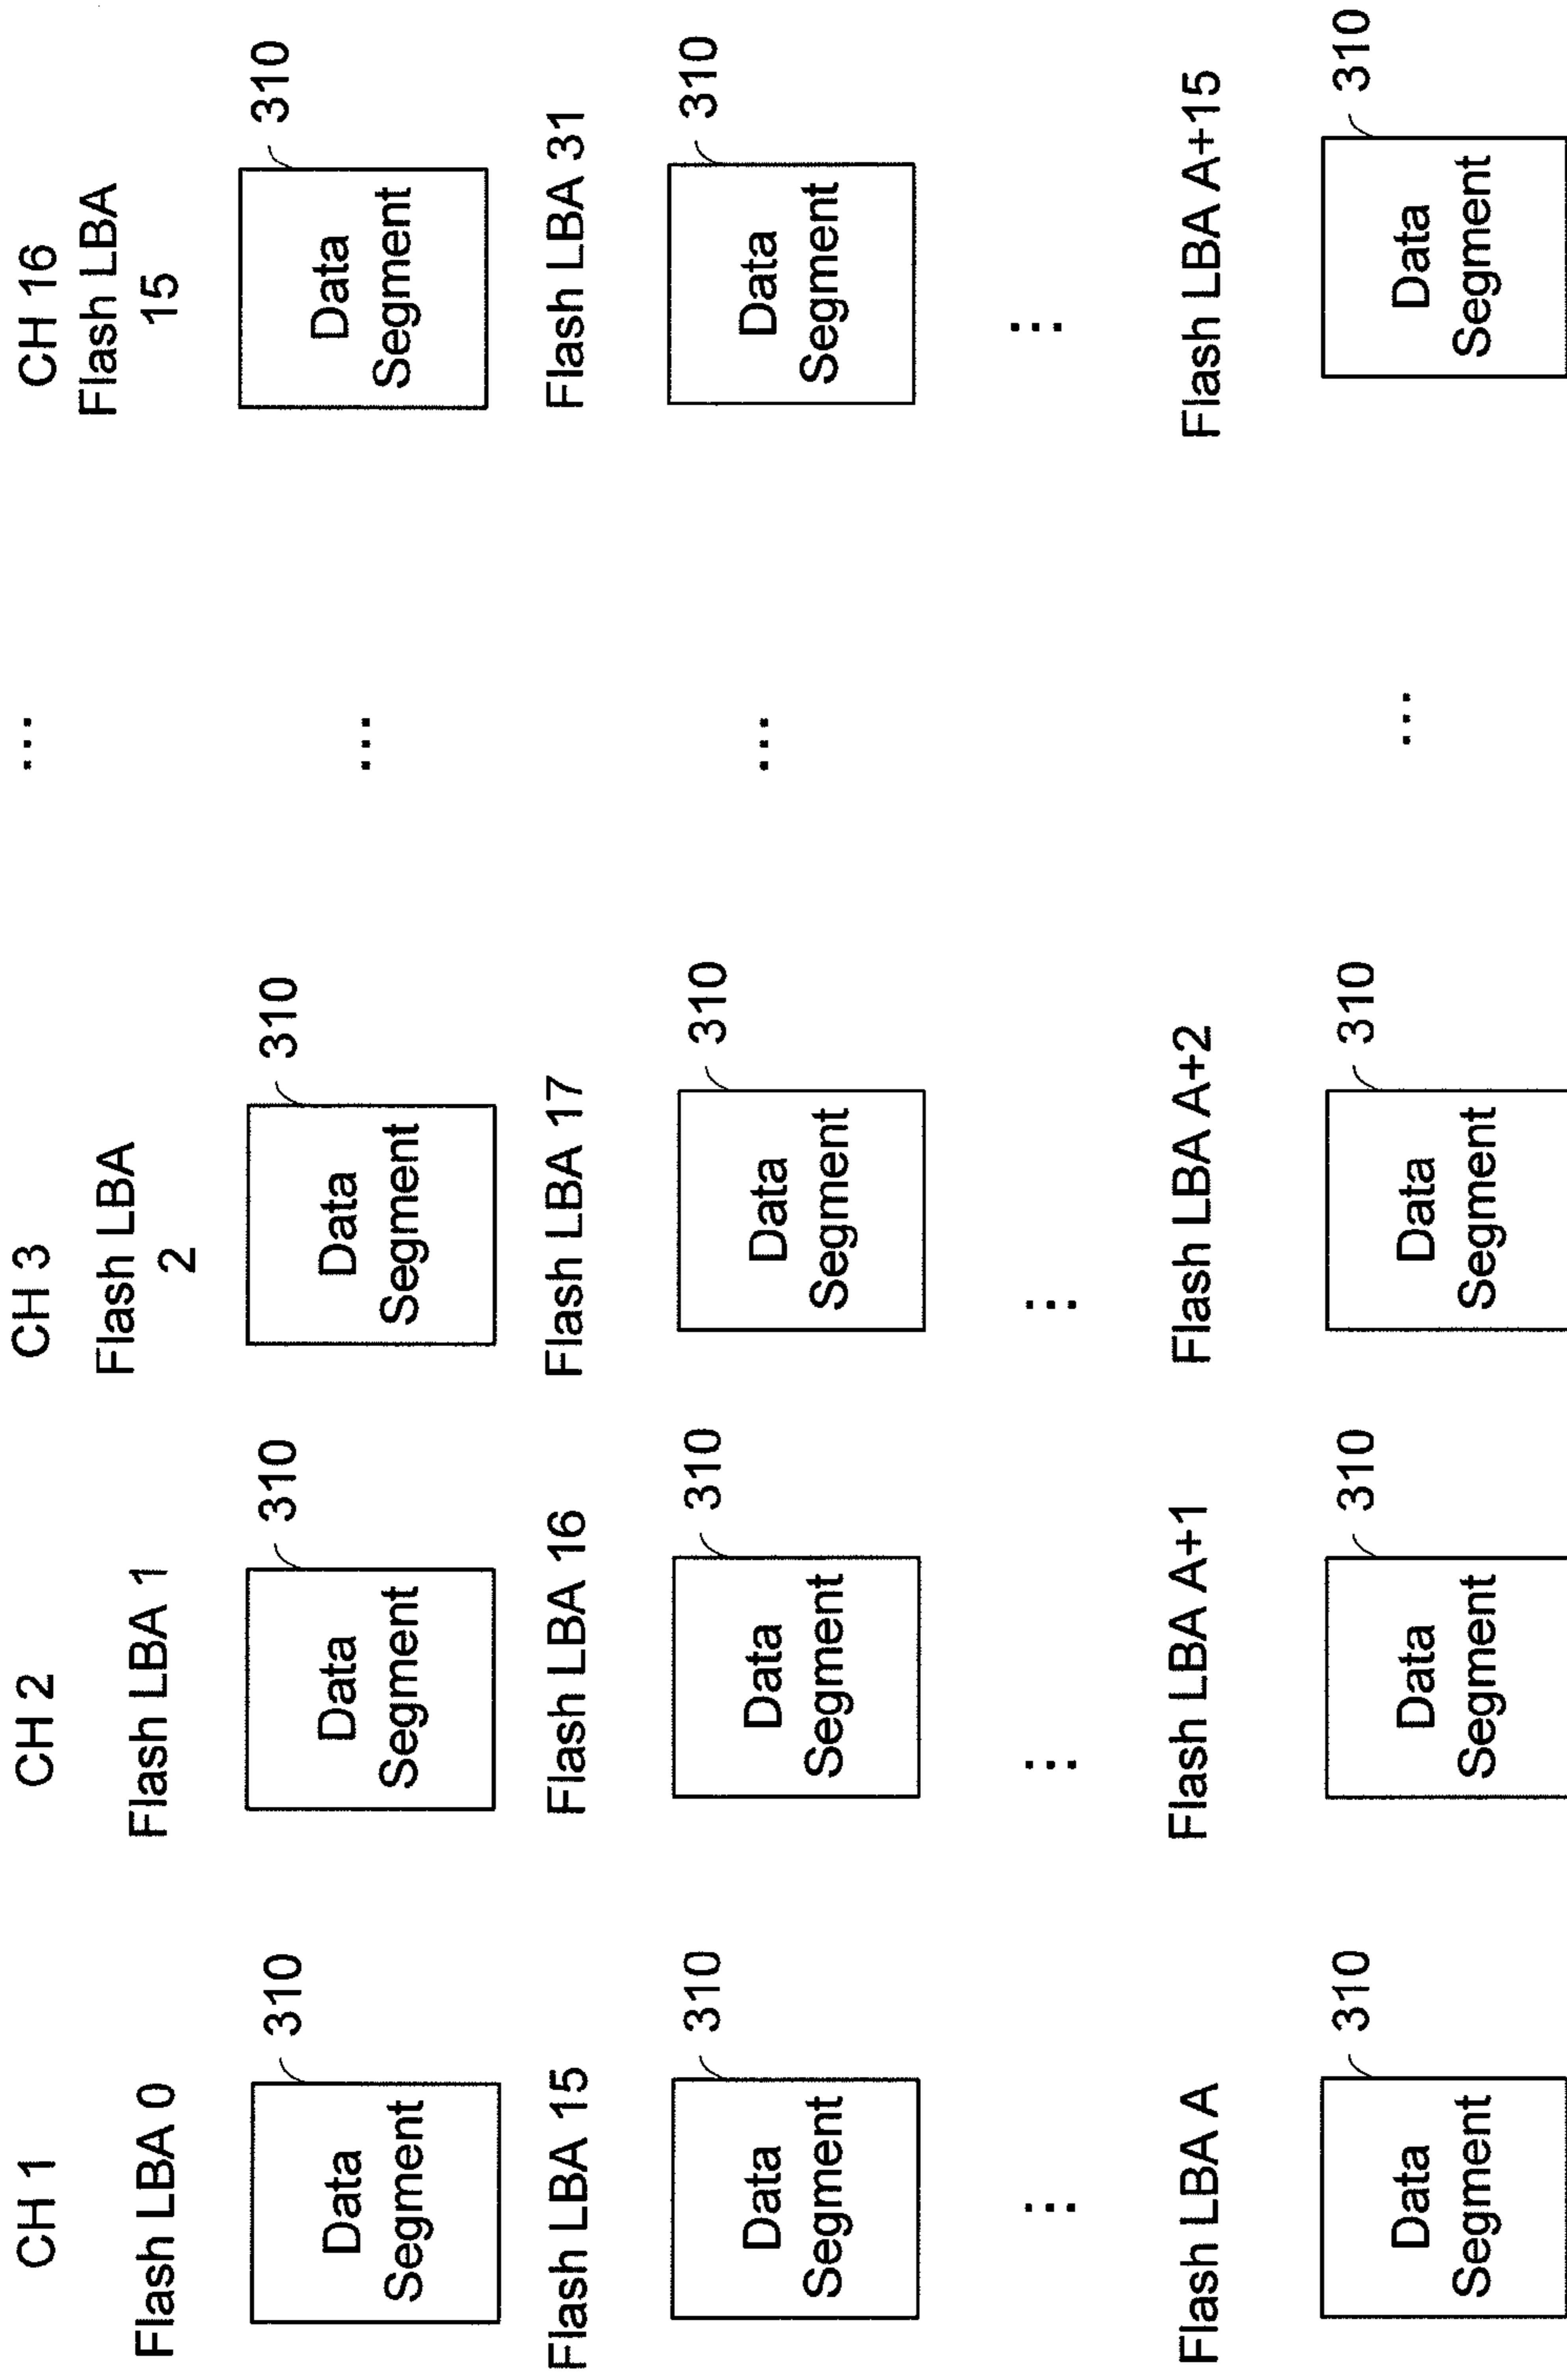 CH 1 CH 2 CH 3 ... CH 16
Flash LBA 0 Flash LBA 1 Flash LBA 2 Flash LBA 15
310 310 310 310
Data Segment Data Segment Data Segment ... Data Segment
Flash LBA 15 Flash LBA 16 Flash LBA 17 Flash LBA 31
310 310 310 310
Data Segment Data Segment Data Segment ... Data Segment
... ... ... ...
Flash LBA A Flash LBA A+1 Flash LBA A+2 Flash LBA A+15
310 310 310 310
Data Segment Data Segment Data Segment ... Data Segment